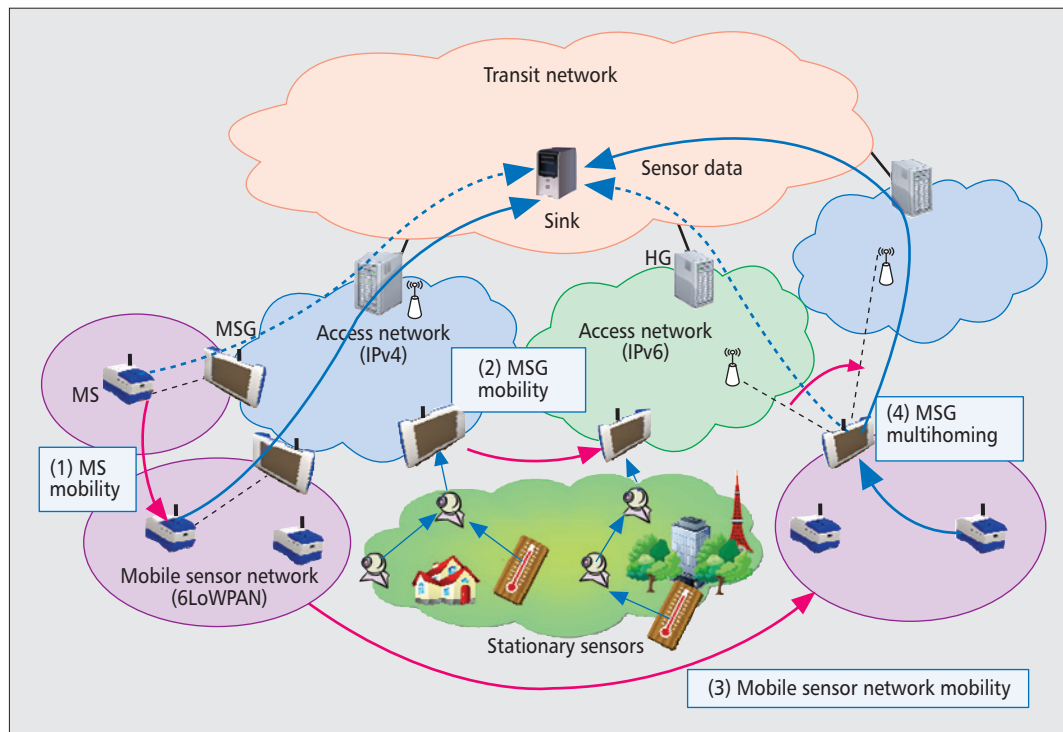 Transit network
Sensor data
Sink
HG
MSG
Access network
(IPv4)
Access network
(IPv6)
(2) MSG
mobility
MS
(4) MSG
multihoming
(1) MS
mobility
Mobile sensor network
(6LoWPAN)
Stationary sensors
(3) Mobile sensor network mobility